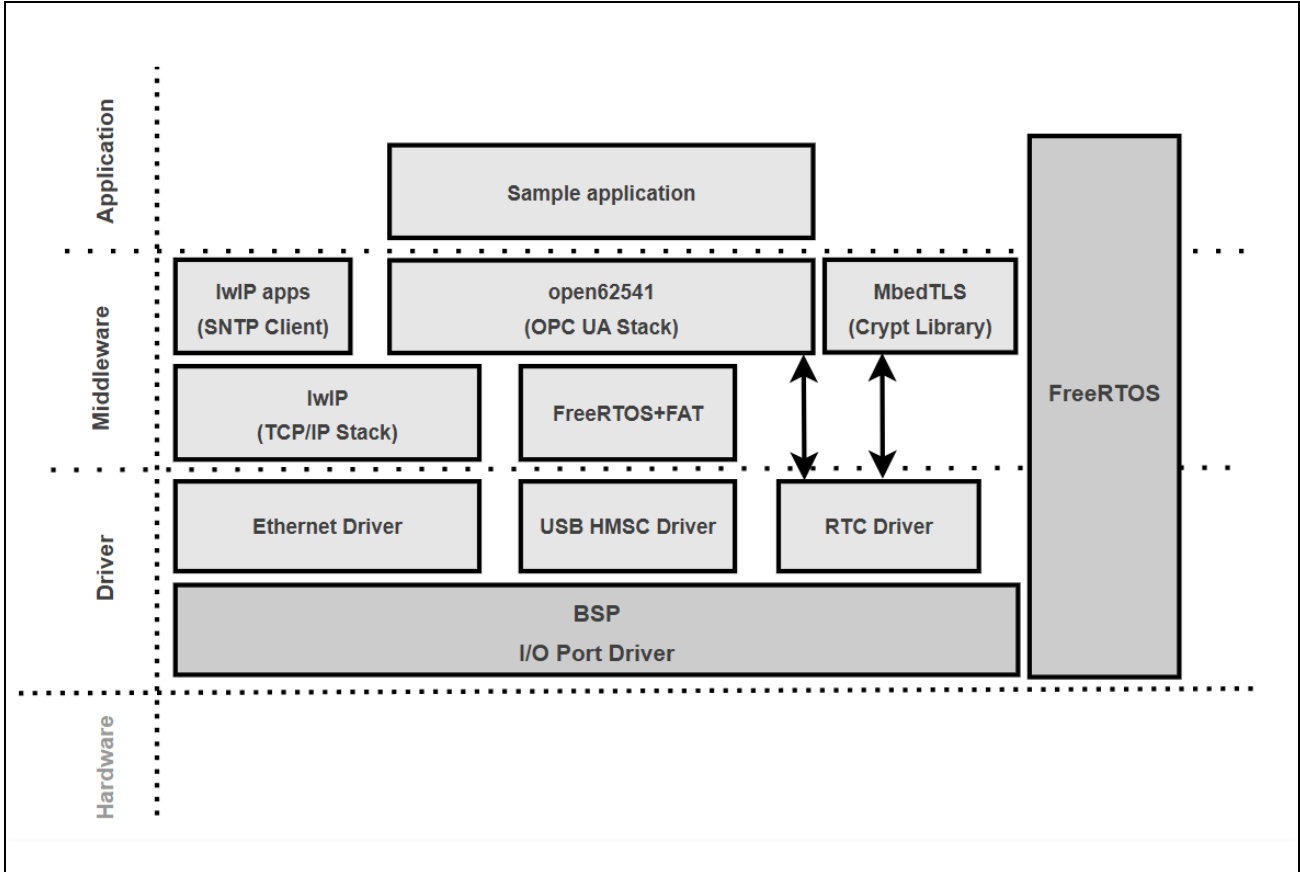 Application
Sample application
Middleware
lwIP apps
(SNTP Client)
open62541
(OPC UA Stack)
MbedTLS
(Crypt Library)
lwIP
(TCP/IP Stack)
FreeRTOS+FAT
FreeRTOS
Driver
Ethernet Driver
USB HMSC Driver
RTC Driver
BSP
I/O Port Driver
Hardware